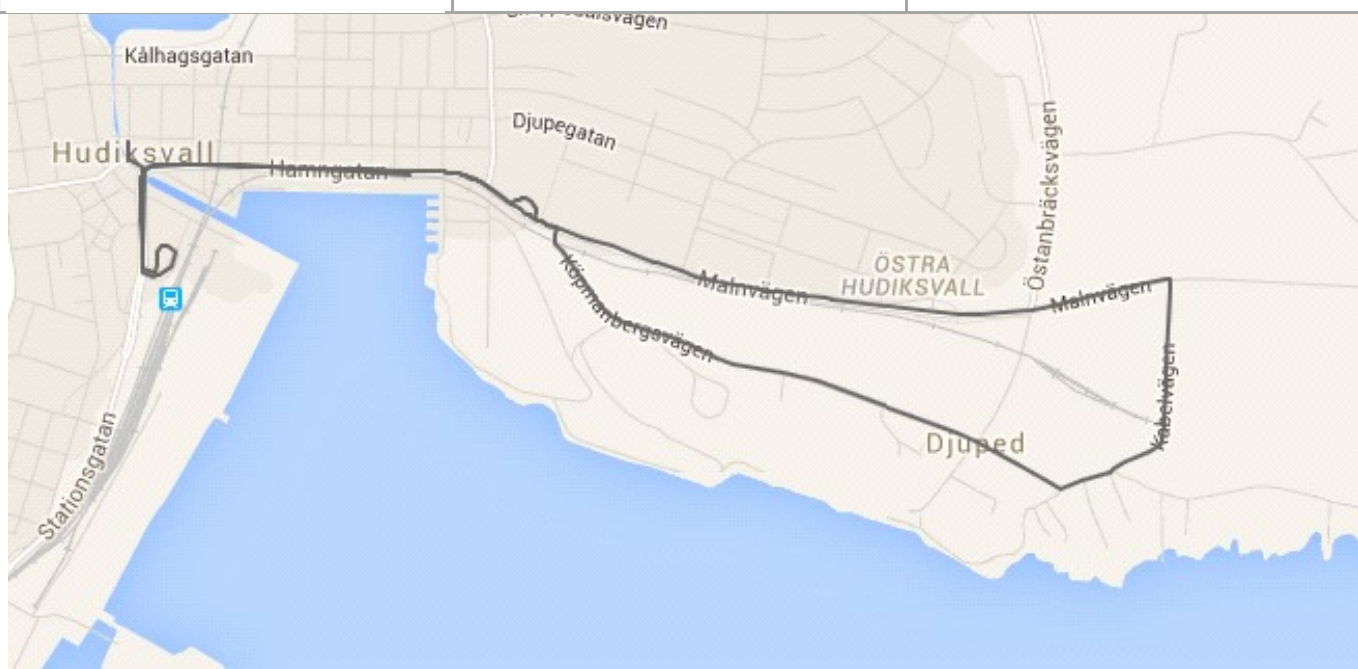 Kålhagsgatan
Djupegatan
Hudiksvall
Hamngatan
Östanbräcksvägen
ÖSTRA
HUDIKSVALL
Malnvägen
Malnvägen
Köpmanbergsvägen
Kabelvägen
Djuped
Stationsgatan